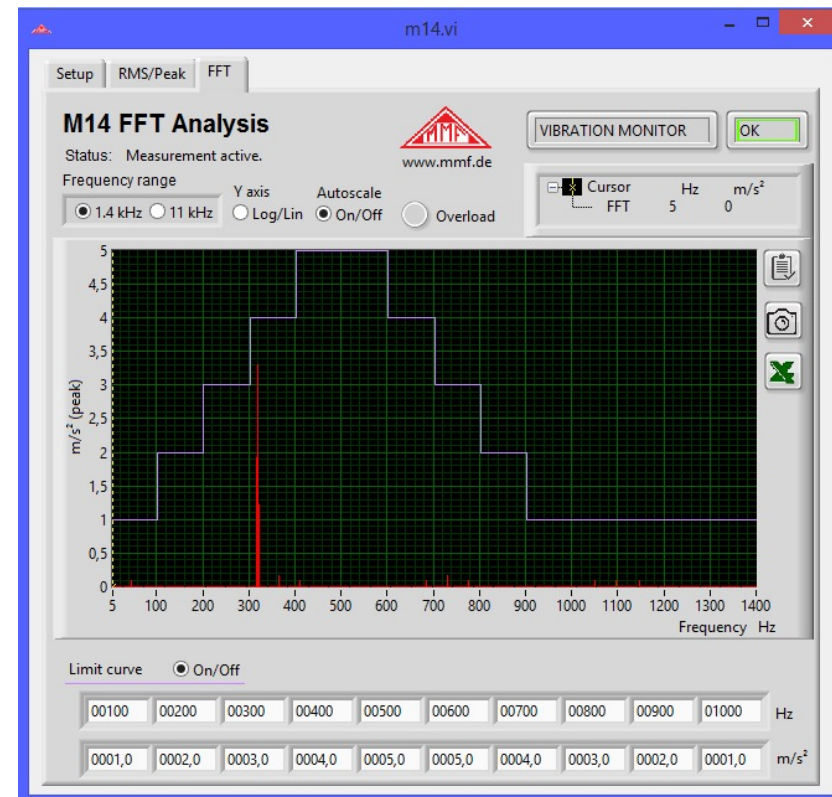 m14.vi
Setup RMS/Peak FFT
M14 FFT Analysis
MMF
VIBRATION MONITOR OK
Status: Measurement active.
www.mmf.de
Frequency range
Y axis Autoscale
1.4 kHz 11 kHz Log/Lin On/Off Overload
Cursor Hz m/s²
FFT 5 0
5
4,5
4
3,5
3
2,5
2
1,5
1
0,5
0
m/s² (peak)
5 100 200 300 400 500 600 700 800 900 1000 1100 1200 1300 1400
Frequency Hz
Limit curve On/Off
00100 00200 00300 00400 00500 00600 00700 00800 00900 01000 Hz
0001,0 0002,0 0003,0 0004,0 0005,0 0005,0 0004,0 0003,0 0002,0 0001,0 m/s²